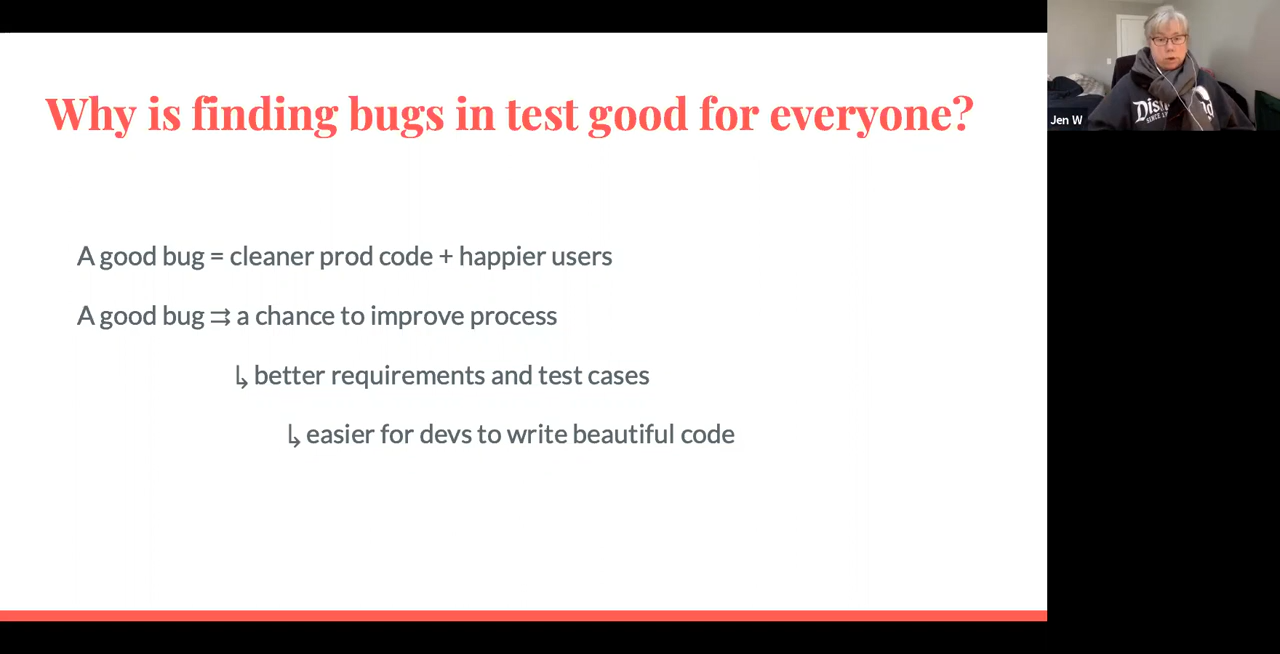 Why is finding bugs in test good for everyone?
A good bug = cleaner prod code + happier users
A good bug ⇉ a chance to improve process
↳ better requirements and test cases
↳ easier for devs to write beautiful code
Jen W